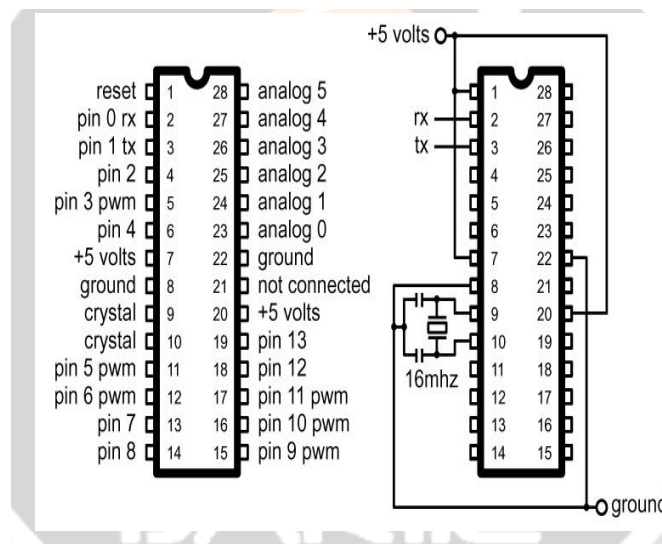 reset 1 28 analog 5
pin 0 rx 2 27 analog 4
pin 1 tx 3 26 analog 3
pin 2 4 25 analog 2
pin 3 pwm 5 24 analog 1
pin 4 6 23 analog 0
+5 volts 7 22 ground
ground 8 21 not connected
crystal 9 20 +5 volts
crystal 10 19 pin 13
pin 5 pwm 11 18 pin 12
pin 6 pwm 12 17 pin 11 pwm
pin 7 13 16 pin 10 pwm
pin 8 14 15 pin 9 pwm
+5 volts
1 28
rx 2 27
tx 3 26
4 25
5 24
6 23
7 22
8 21
9 20
10 19
16mhz 11 18
12 17
13 16
14 15
ground